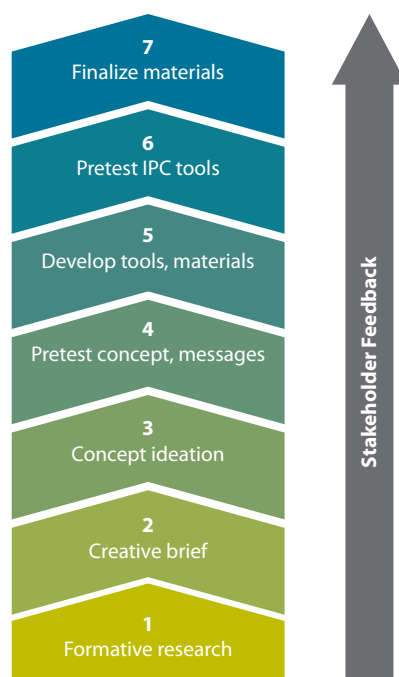 7
Finalize materials
6
Pretest IPC tools
5
Develop tools, materials
4
Pretest concept, messages
3
Concept ideation
2
Creative brief
1
Formative research
Stakeholder Feedback